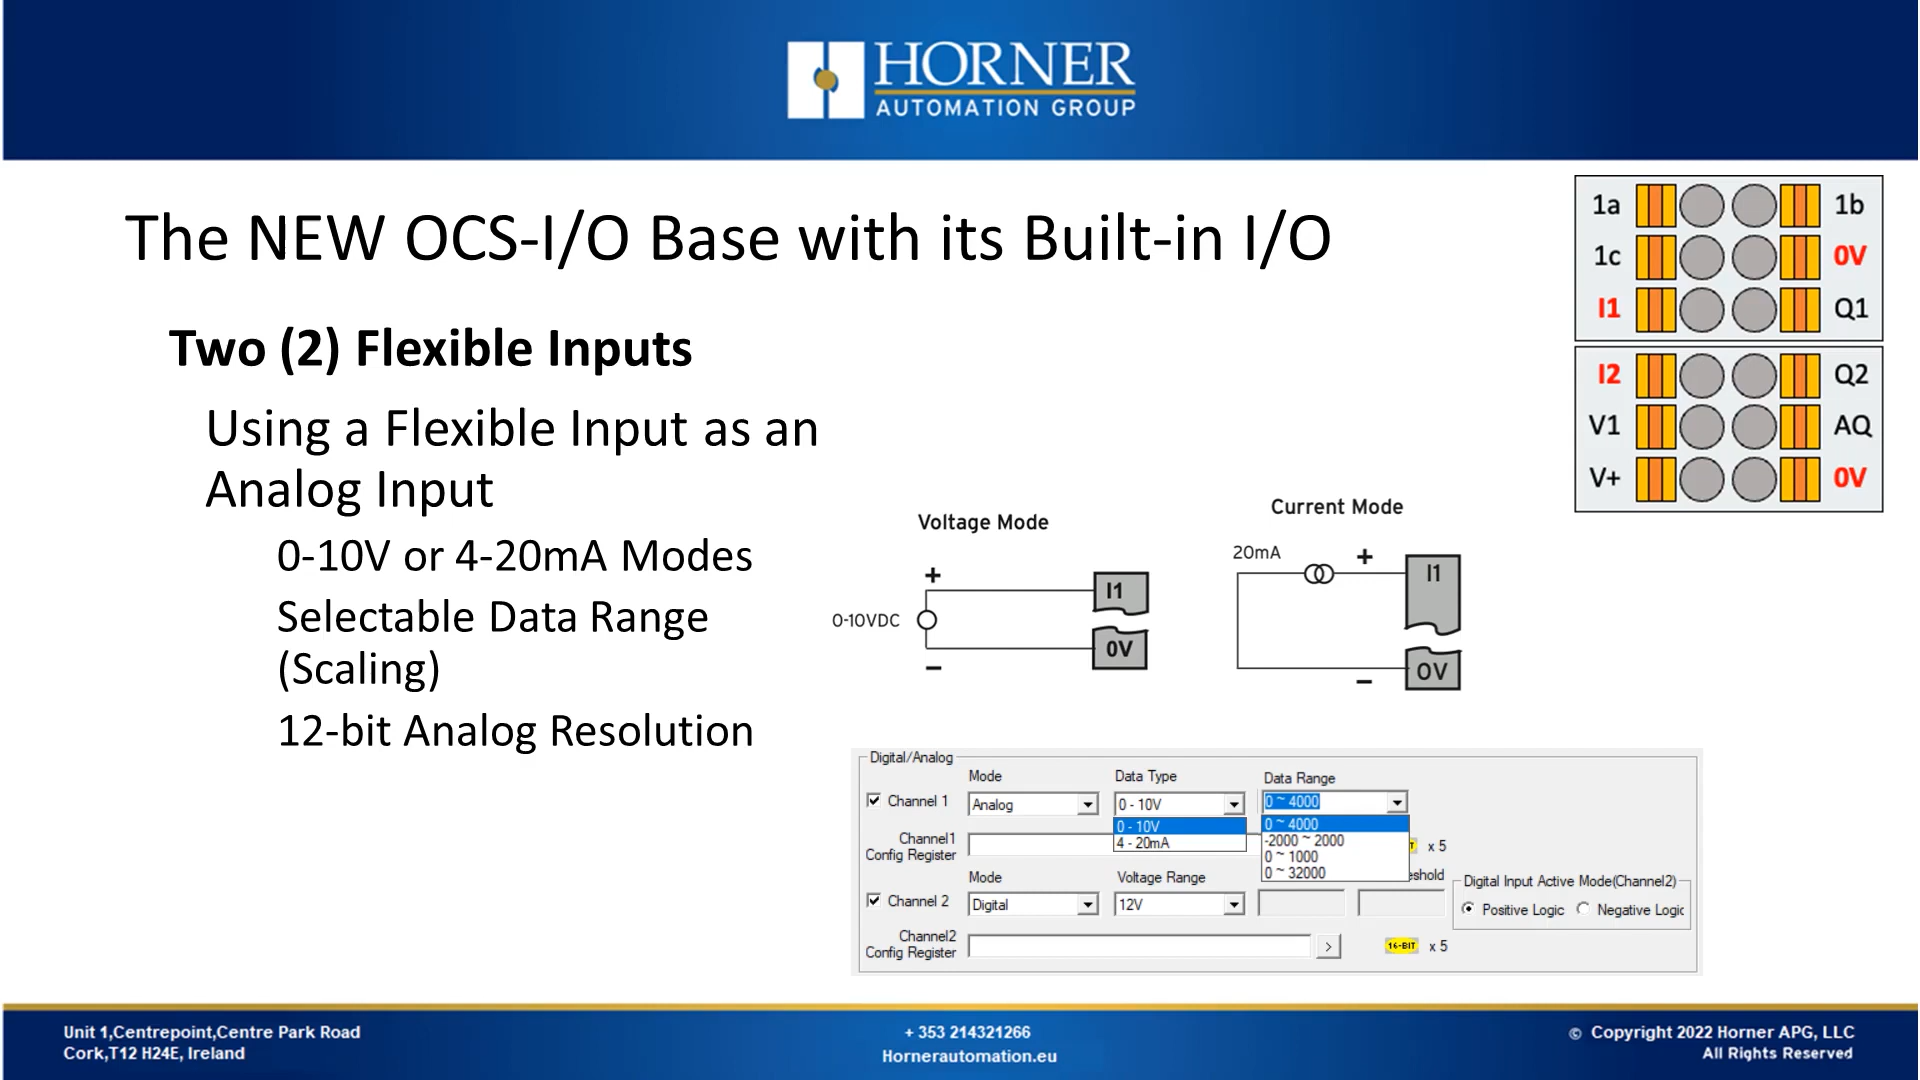 HORNER
AUTOMATION GROUP
The NEW OCS-I/O Base with its Built-in I/O
1a 1b
1c 0V
I1 Q1
I2 Q2
V1 AQ
V+ 0V
Two (2) Flexible Inputs
Using a Flexible Input as an
Analog Input
0-10V or 4-20mA Modes
Selectable Data Range
(Scaling)
12-bit Analog Resolution
Voltage Mode
+
I1
0-10VDC
0V
−
Current Mode
20mA +
I1
0V
−
Digital/Analog
Mode Data Type Data Range
Channel 1 Analog 0 - 10V 0 ~ 4000
0 - 10V 0 ~ 4000
4 - 20mA -2000 ~ 2000
0 ~ 1000
0 ~ 32000
Channel1
Config Register
x 5
Mode Voltage Range eshold
Channel 2 Digital 12V
Digital Input Active Mode(Channel2)
Positive Logic Negative Logic
Channel2
Config Register > 16-BIT x 5
Unit 1,Centrepoint,Centre Park Road
Cork,T12 H24E, Ireland
+ 353 214321266
Hornerautomation.eu
© Copyright 2022 Horner APG, LLC
All Rights Reserved